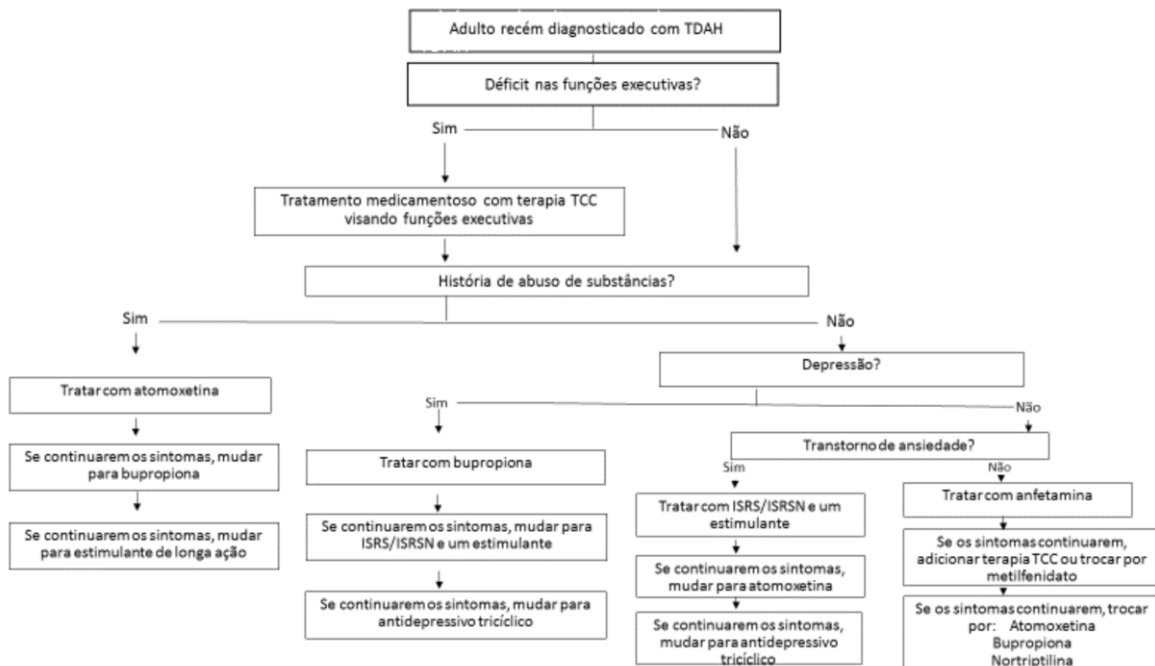 Adulto recém diagnosticado com TDAH
Déficit nas funções executivas?
Sim
Não
Tratamento medicamentoso com terapia TCC
visando funções executivas
História de abuso de substâncias?
Sim
Não
Depressão?
Tratar com atomoxetina
Sim
Não
Se continuarem os sintomas, mudar
para bupropiona
Tratar com bupropiona
Transtorno de ansiedade?
Sim
Não
Tratar com ISRS/ISRSN e um
estimulante
Tratar com anfetamina
Se continuarem os sintomas, mudar
para estimulante de longa ação
Se continuarem os sintomas, mudar para
ISRS/ISRSN e um estimulante
Se continuarem os sintomas,
mudar para atomoxetina
Se os sintomas continuarem,
adicionar terapia TCC ou trocar por
metilfenidato
Se continuarem os sintomas, mudar para
antidepressivo tricíclico
Se continuarem os sintomas,
mudar para antidepressivo
tricíclico
Se os sintomas continuarem, trocar
por: Atomoxetina
Bupropiona
Nortriptilina